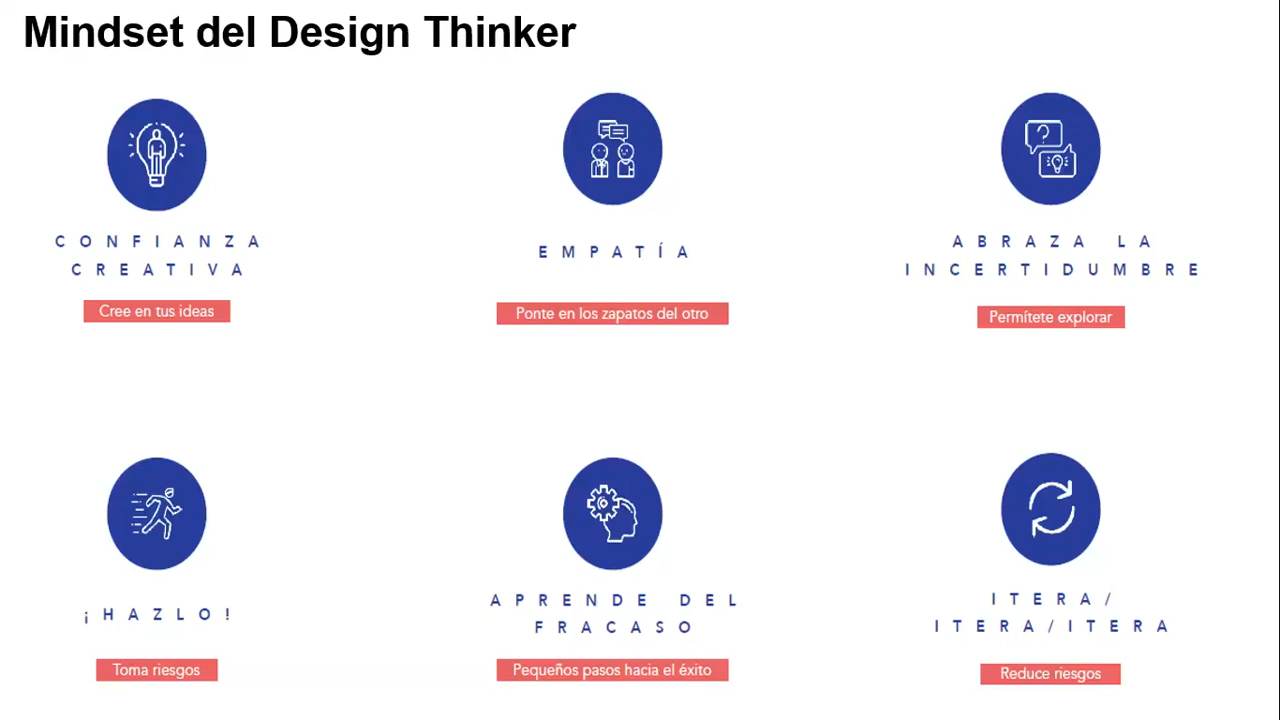 Mindset del Design Thinker
CONFIANZA
CREATIVA
Cree en tus ideas
EMPATÍA
Ponte en los zapatos del otro
ABRAZA LA
INCERTIDUMBRE
Permítete explorar
¡HAZLO!
Toma riesgos
APRENDE DEL
FRACASO
Pequeños pasos hacia el éxito
ITERA/
ITERA/ITERA
Reduce riesgos